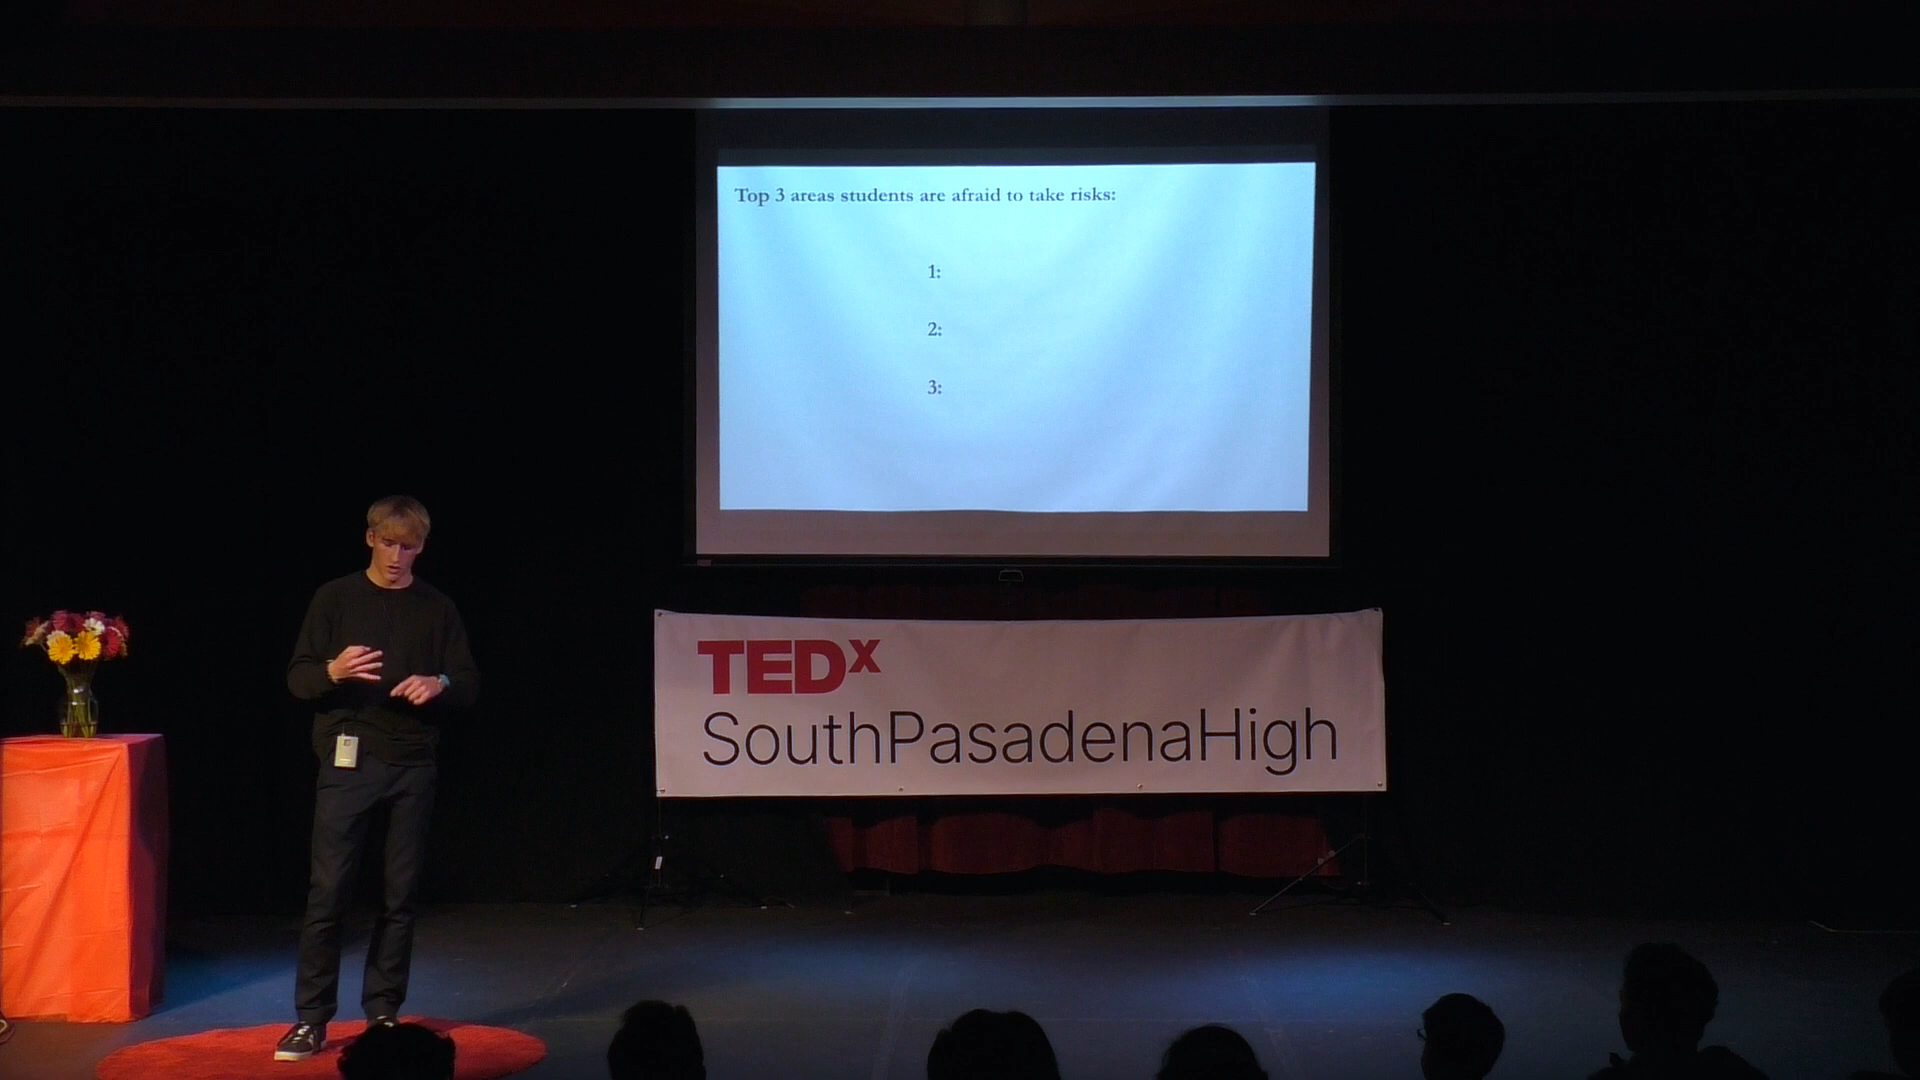 Top 3 areas students are afraid to take risks:
1:
2:
3:
TEDx
SouthPasadenaHigh